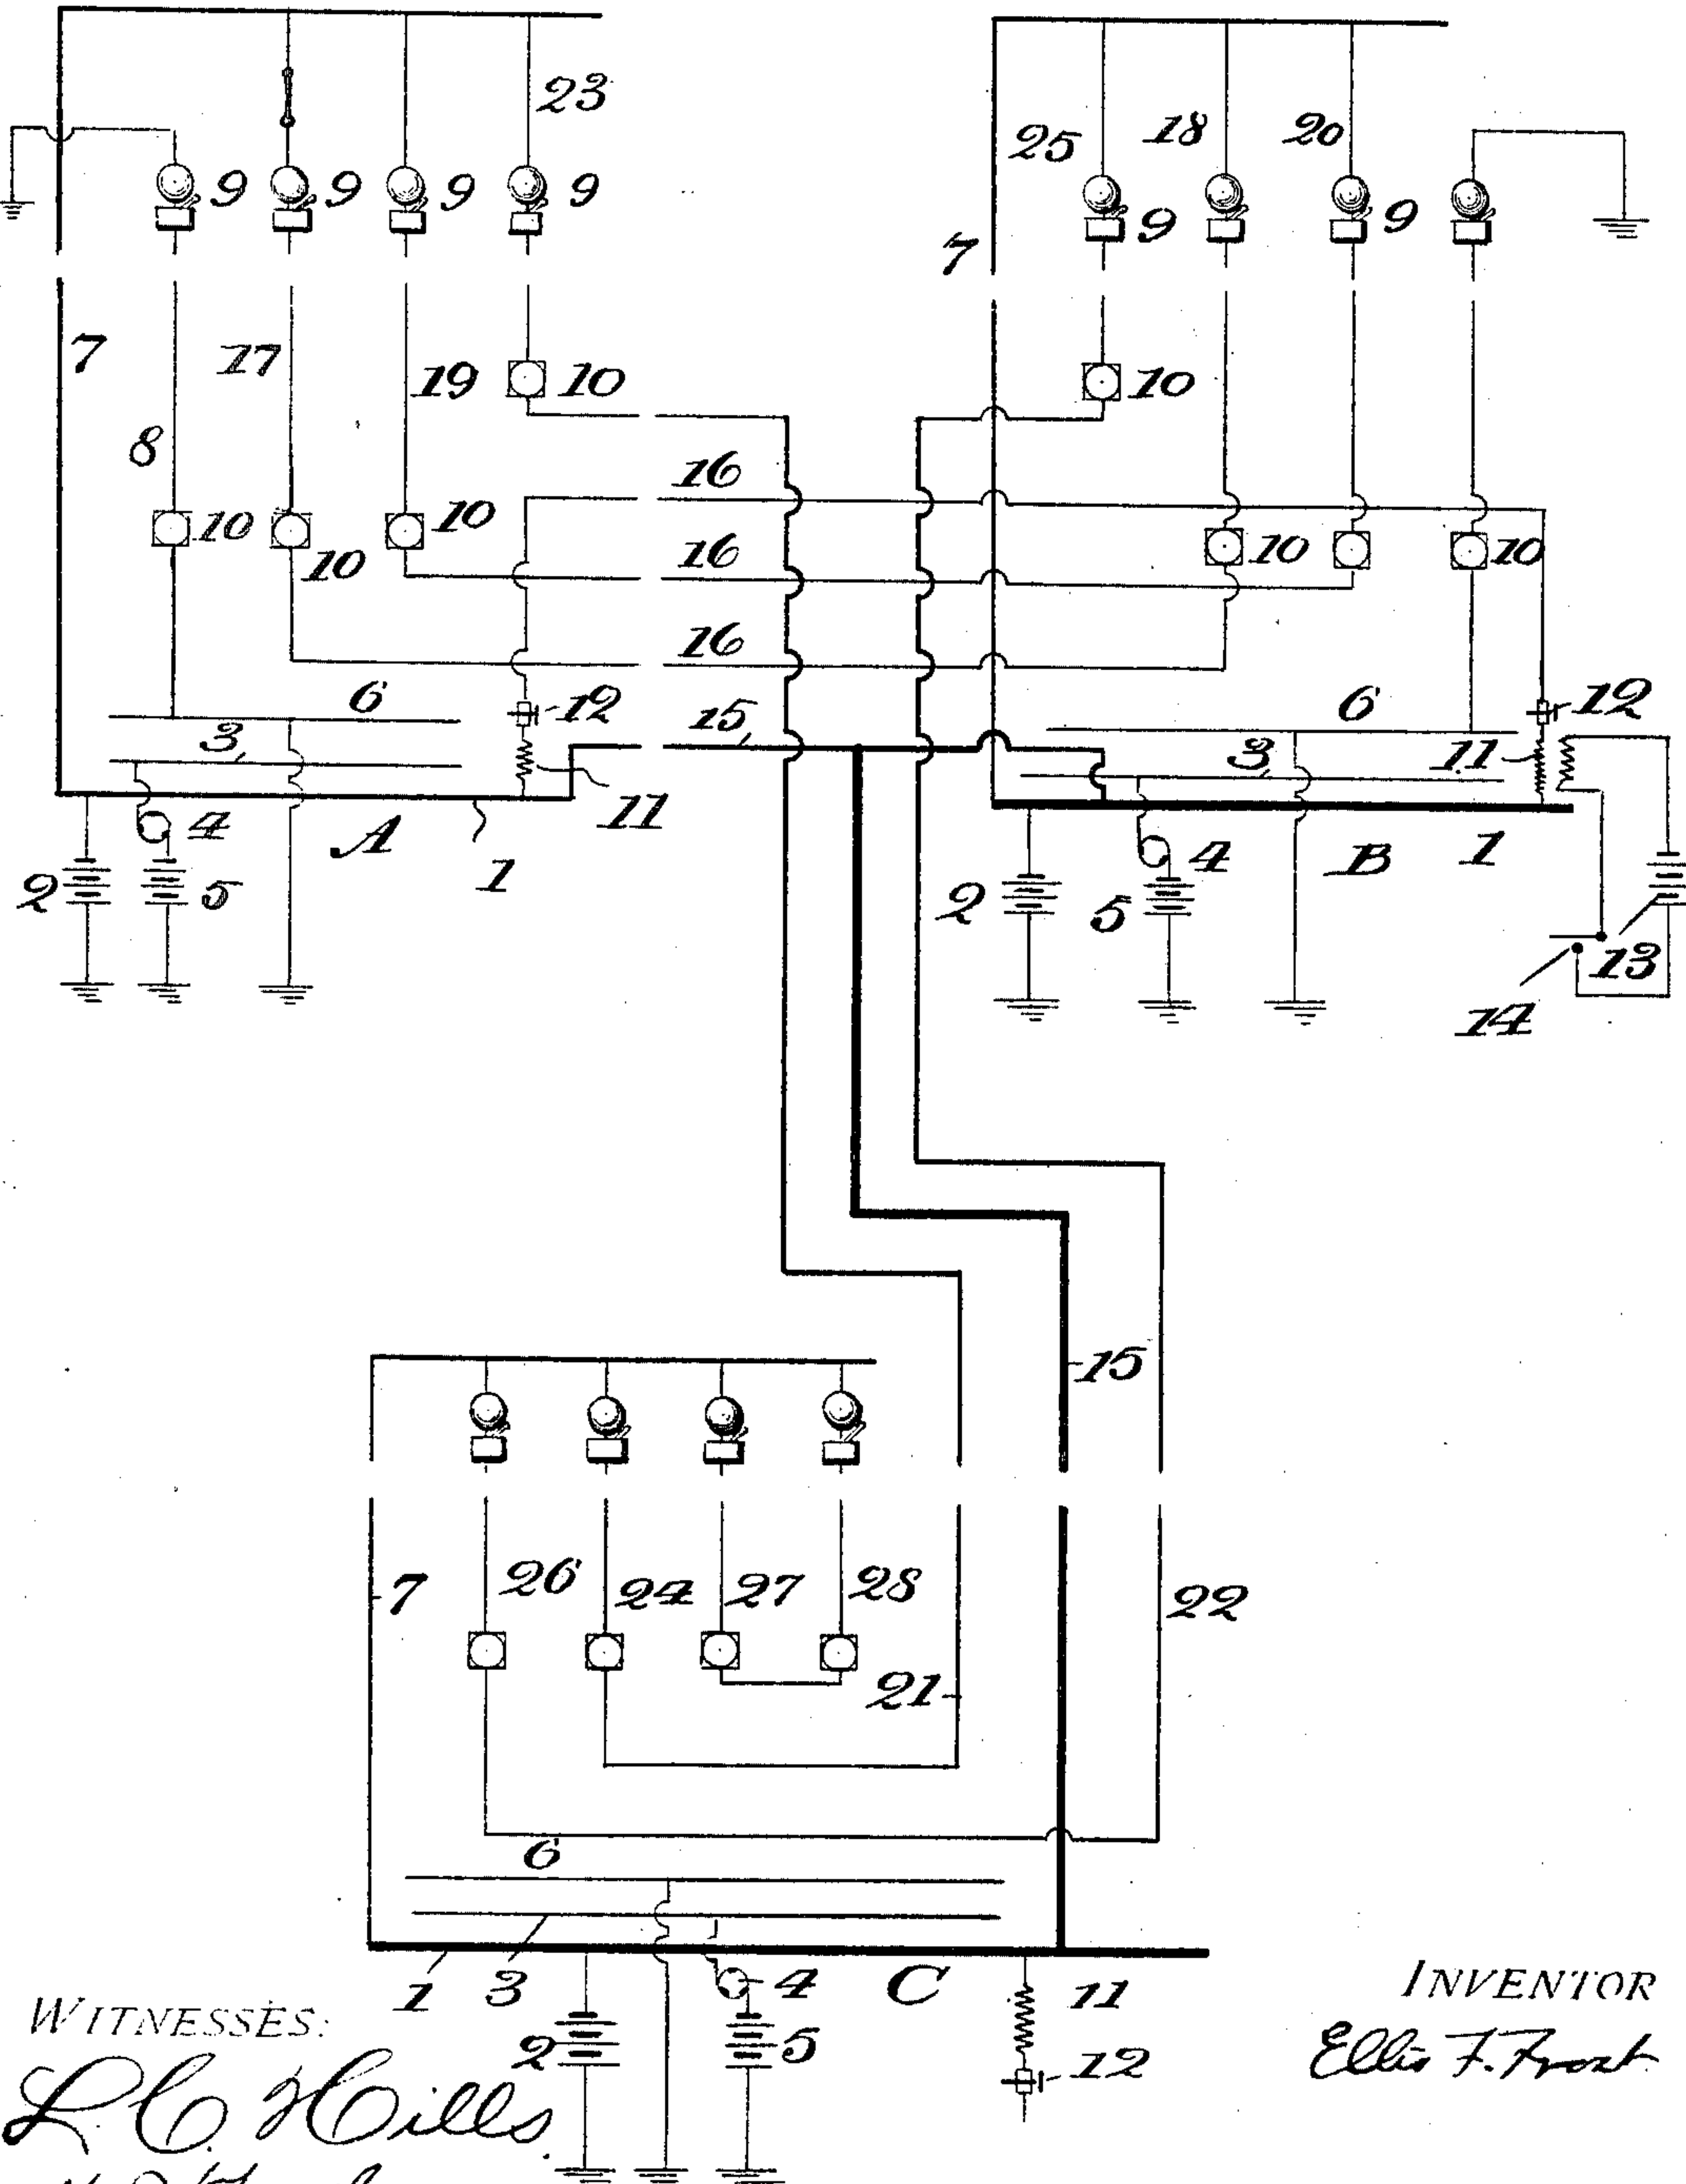 23
25 18 20
9 9 9 9
9 9
7
7 17 19 10 10
8
16
10 10 10
16
10 10
16
6 12
15
6 12
3
3 11
11
4 A 1
4 B 1
2 5
2 5
13
14
15
26 24 27 28
7 22
21
6
1 3 4 C 11
2 5 12
WITNESSES:
L. C. Hills
INVENTOR
Ellis F. Frost